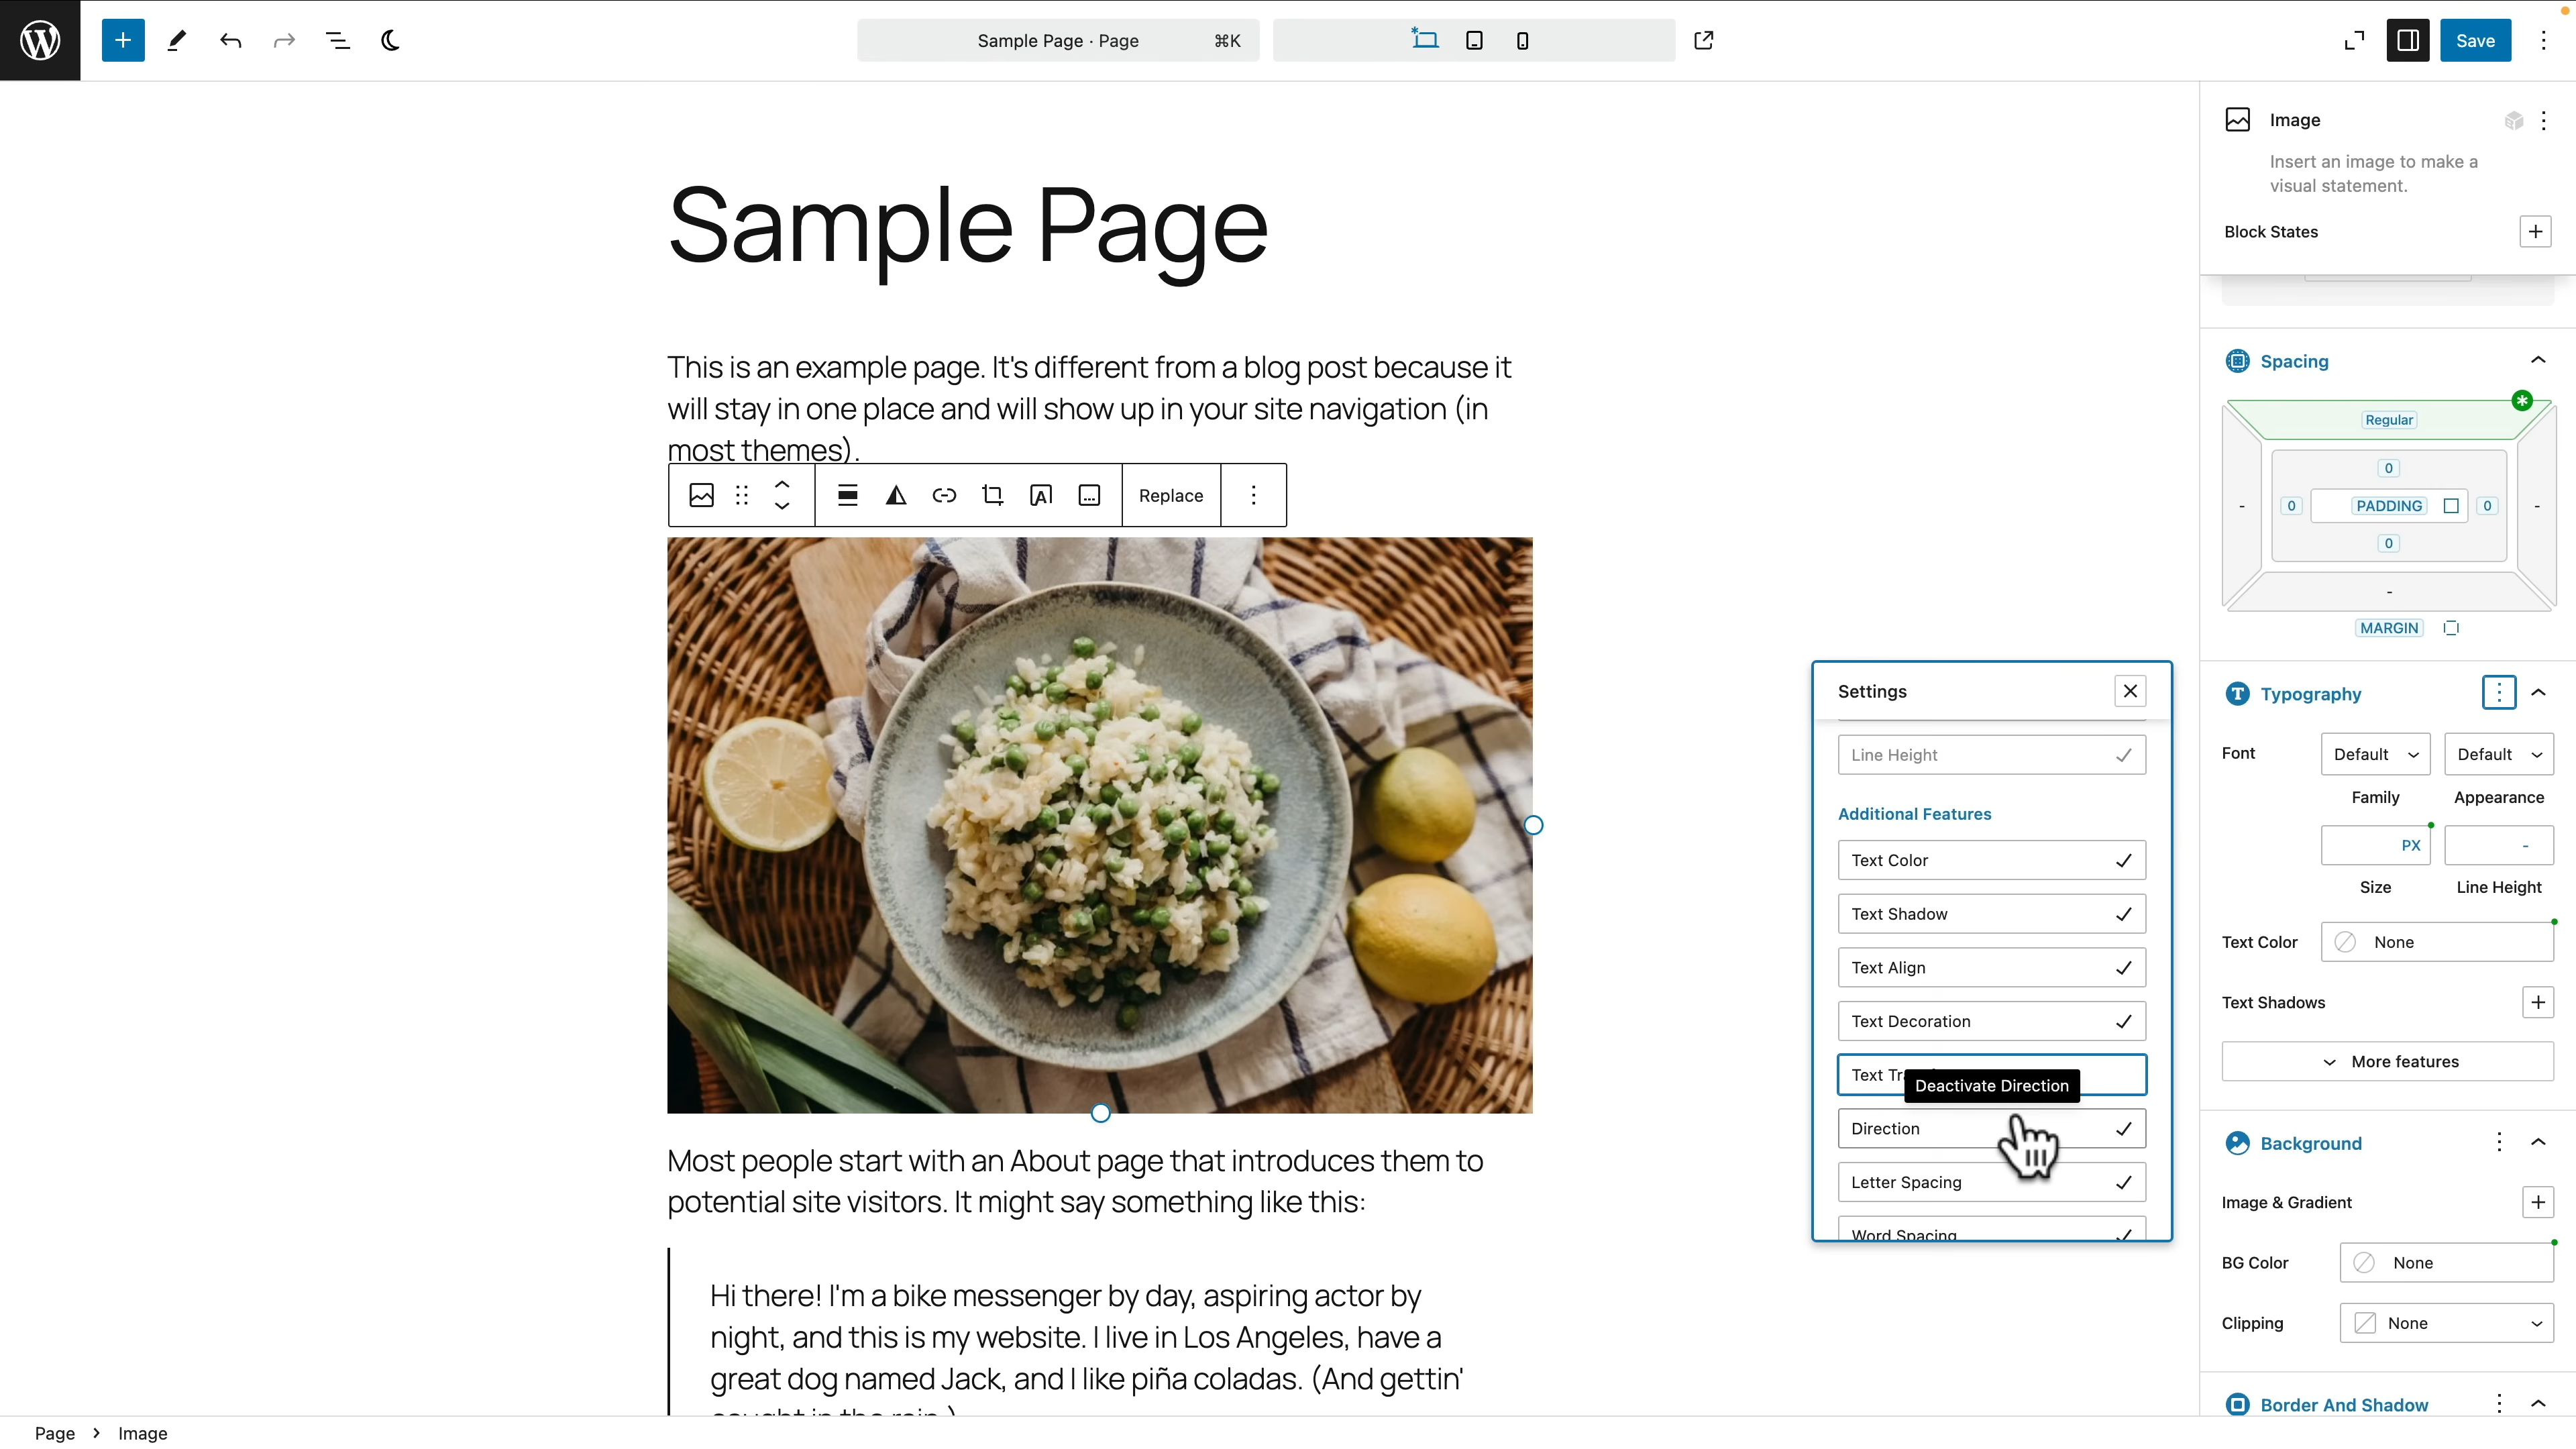 Sample Page · Page
⌘K
Save
Sample Page
This is an example page. It's different from a blog post because it
will stay in one place and will show up in your site navigation (in
most themes).
Replace
Most people start with an About page that introduces them to
potential site visitors. It might say something like this:
Hi there! I'm a bike messenger by day, aspiring actor by
night, and this is my website. I live in Los Angeles, have a
great dog named Jack, and I like piña coladas. (And gettin'
caught in the rain.)
Page
Image
Settings
Line Height
Additional Features
Text Color
Text Shadow
Text Align
Text Decoration
Text Tr
Deactivate Direction
Direction
Letter Spacing
Word Spacing
Image
Insert an image to make a
visual statement.
Block States
Spacing
Regular
0
-
0
PADDING
0
-
0
-
MARGIN
Typography
Font
Default
Default
Family
Appearance
PX
-
Size
Line Height
Text Color
None
Text Shadows
More features
Background
Image & Gradient
BG Color
None
Clipping
None
Border And Shadow